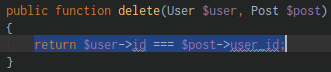 public function delete(User $user, Post $post)
{
return $user->id === $post->user_id;
}